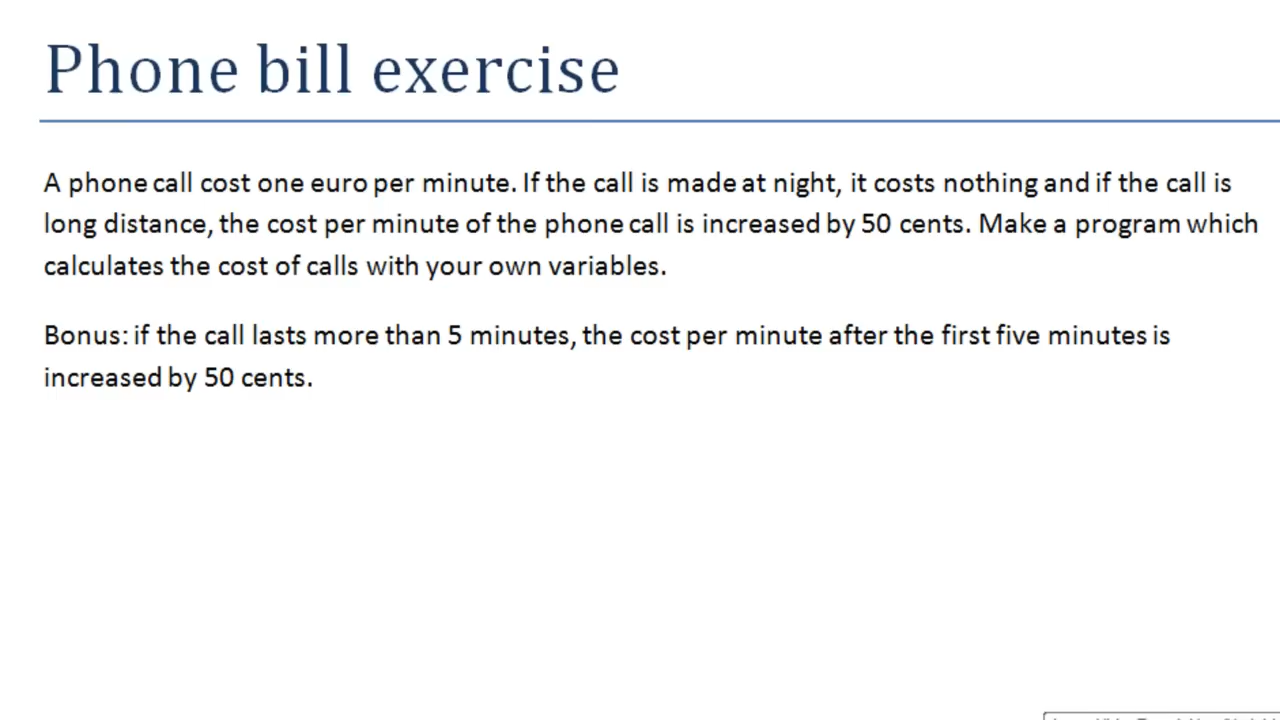 Phone bill exercise
A phone call cost one euro per minute. If the call is made at night, it costs nothing and if the call is
long distance, the cost per minute of the phone call is increased by 50 cents. Make a program which
calculates the cost of calls with your own variables.
Bonus: if the call lasts more than 5 minutes, the cost per minute after the first five minutes is
increased by 50 cents.